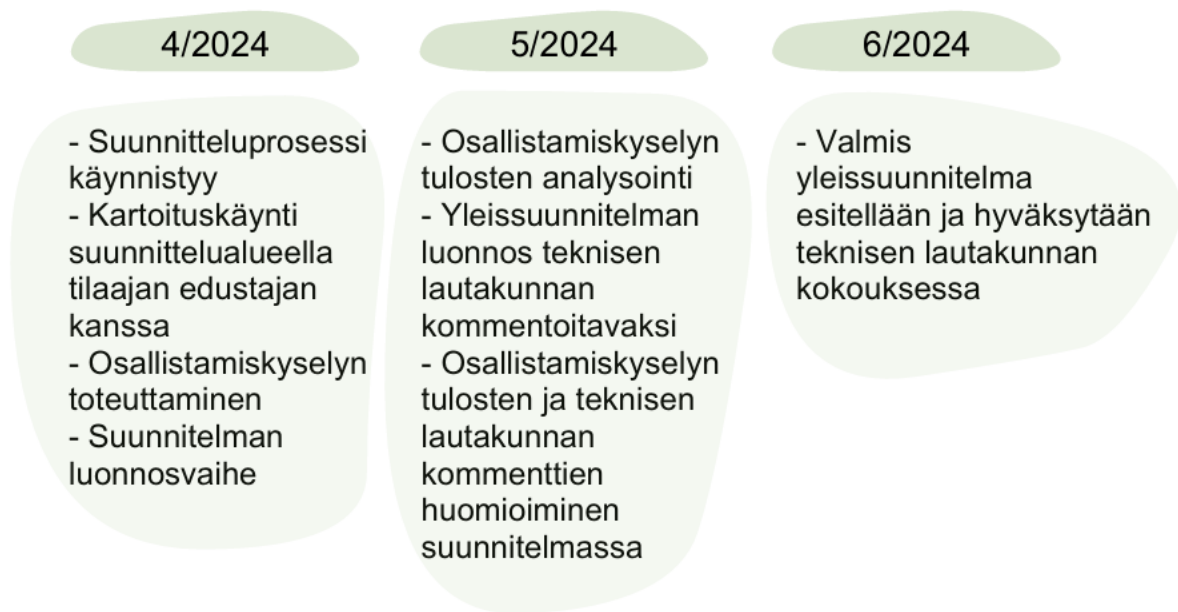 4/2024
- Suunnitteluprosessi
käynnistyy
- Kartoituskäynti
suunnittelualueella
tilaajan edustajan
kanssa
- Osallistamiskyselyn
toteuttaminen
- Suunnitelman
luonnosvaihe
5/2024
- Osallistamiskyselyn
tulosten analysointi
- Yleissuunnitelman
luonnos teknisen
lautakunnan
kommentoitavaksi
- Osallistamiskyselyn
tulosten ja teknisen
lautakunnan
kommenttien
huomioiminen
suunnitelmassa
6/2024
- Valmis
yleissuunnitelma
esitellään ja hyväksytään
teknisen lautakunnan
kokouksessa